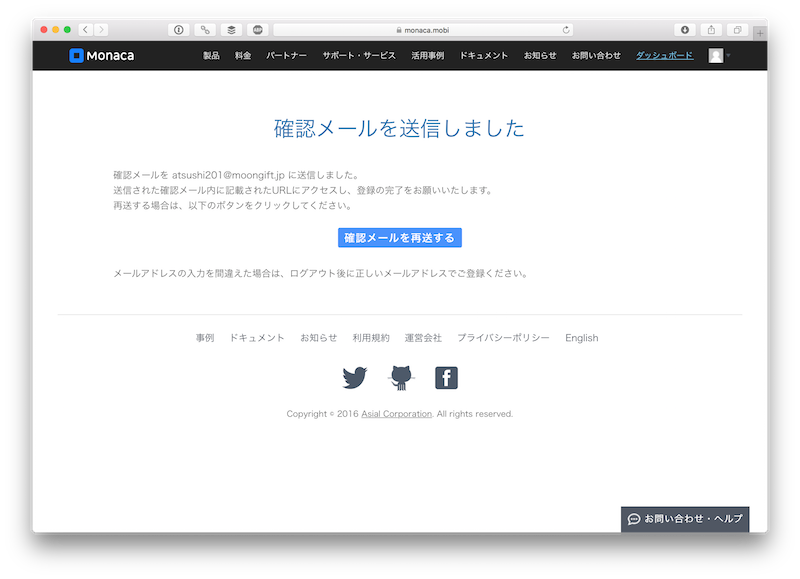 monaca.mobi
Monaca 製品 料金 パートナー サポート・サービス 活用事例 ドキュメント お知らせ お問い合わせ ダッシュボード
確認メールを送信しました
確認メールを atsushi201@moongift.jp に送信しました。
送信された確認メール内に記載されたURLにアクセスし、登録の完了をお願いいたします。
再送する場合は、以下のボタンをクリックしてください。
確認メールを再送する
メールアドレスの入力を間違えた場合は、ログアウト後に正しいメールアドレスでご登録ください。
事例 ドキュメント お知らせ 利用規約 運営会社 プライバシーポリシー English
Copyright © 2016 Asial Corporation. All rights reserved.
お問い合わせ・ヘルプ